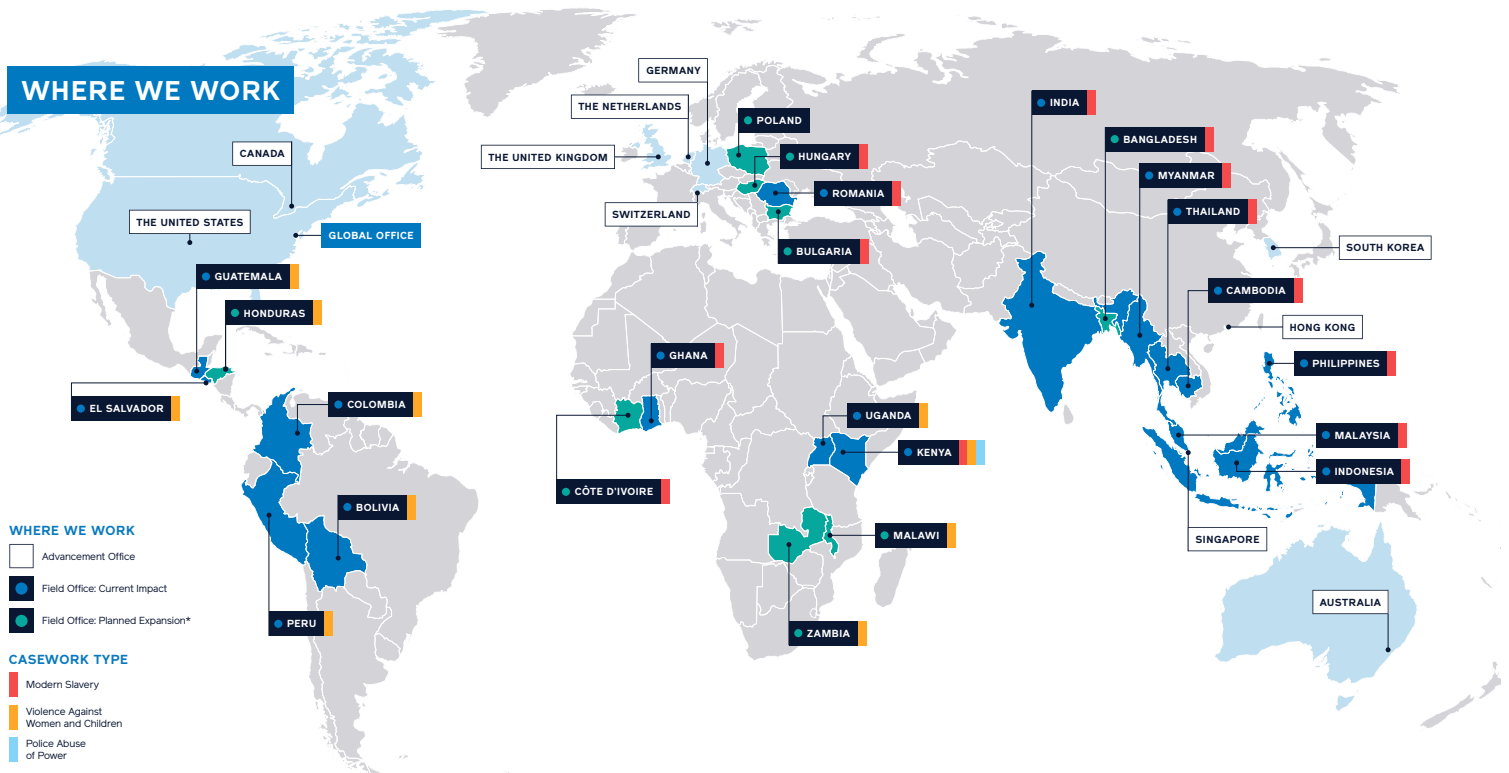 WHERE WE WORK
GERMANY
THE NETHERLANDS
INDIA
POLAND
BANGLADESH
CANADA
THE UNITED KINGDOM
HUNGARY
MYANMAR
ROMANIA
THAILAND
SWITZERLAND
THE UNITED STATES
GLOBAL OFFICE
BULGARIA
SOUTH KOREA
GUATEMALA
CAMBODIA
HONDURAS
HONG KONG
GHANA
PHILIPPINES
EL SALVADOR
COLOMBIA
UGANDA
MALAYSIA
KENYA
INDONESIA
CÔTE D'IVOIRE
BOLIVIA
MALAWI
SINGAPORE
AUSTRALIA
PERU
ZAMBIA
WHERE WE WORK
Advancement Office
Field Office: Current Impact
Field Office: Planned Expansion*
CASEWORK TYPE
Modern Slavery
Violence Against
Women and Children
Police Abuse
of Power